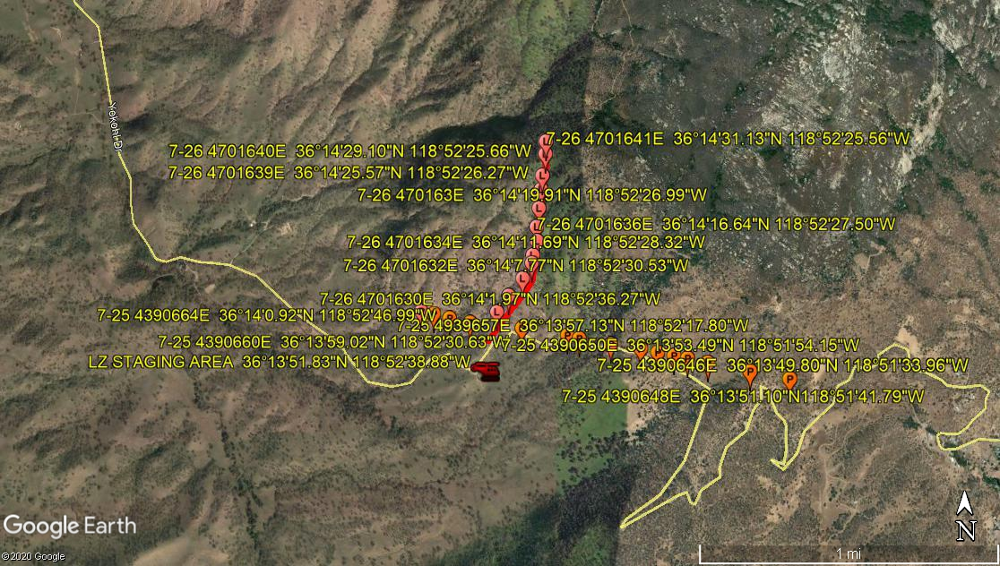 Yokohl Dr
7-26 4701641E 36°14'31.13"N 118°52'25.56"W
7-26 4701640E 36°14'29.10"N 118°52'25.66"W
7-26 4701639E 36°14'25.57"N 118°52'26.27"W
7-26 470163E 36°14'19.91"N 118°52'26.99"W
7-26 4701636E 36°14'16.64"N 118°52'27.50"W
7-26 4701634E 36°14'11.69"N 118°52'28.32"W
7-26 4701632E 36°14'7.77"N 118°52'30.53"W
7-26 4701630E 36°14'1.97"N 118°52'36.27"W
7-25 4390664E 36°14'0.92"N 118°52'46.99"W
7-25 4939657E 36°13'57.13"N 118°52'17.80"W
7-25 4390660E 36°13'59.02"N 118°52'30.63"W
7-25 4390650E 36°13'53.49"N 118°51'54.15"W
LZ STAGING AREA 36°13'51.83"N 118°52'38.88"W
7-25 4390646E 36°13'49.80"N 118°51'33.96"W
7-25 4390648E 36°13'51.10"N118°51'41.79"W
Google Earth
©2020 Google
N
1 mi